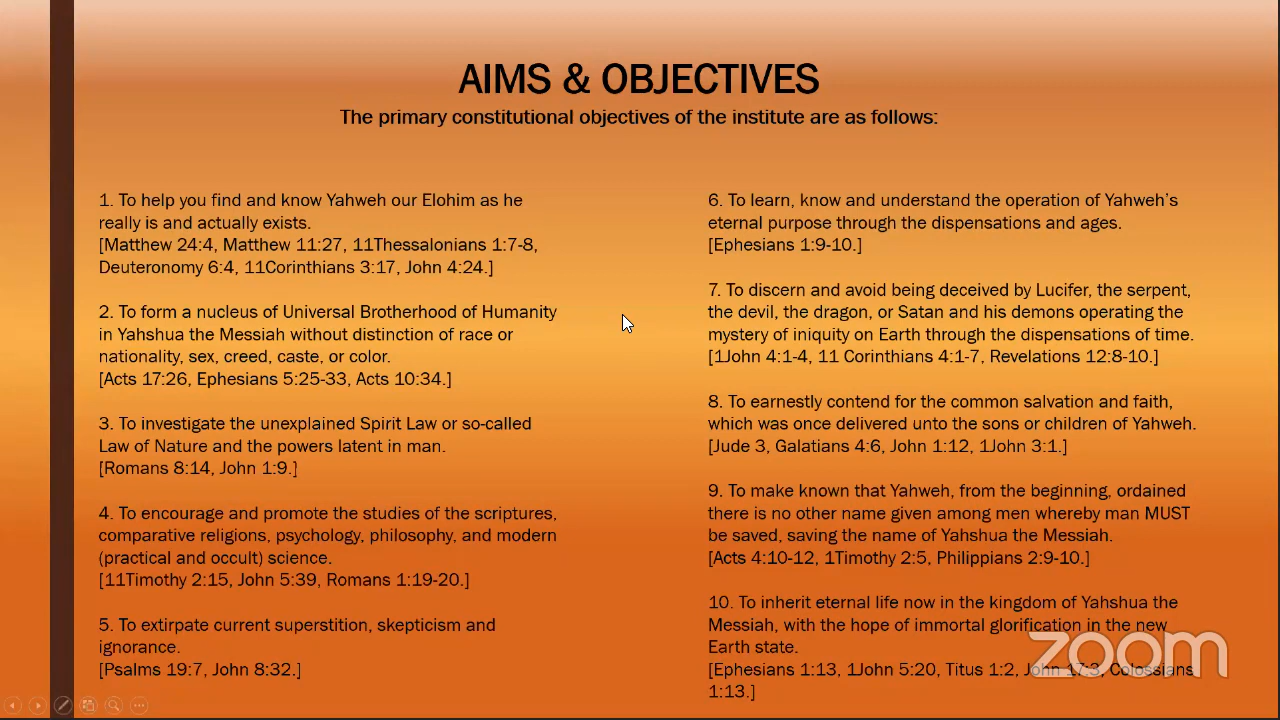 AIMS & OBJECTIVES
The primary constitutional objectives of the institute are as follows:
1. To help you find and know Yahweh our Elohim as he
really is and actually exists.
[Matthew 24:4, Matthew 11:27, 11Thessalonians 1:7-8,
Deuteronomy 6:4, 11Corinthians 3:17, John 4:24.]
2. To form a nucleus of Universal Brotherhood of Humanity
in Yahshua the Messiah without distinction of race or
nationality, sex, creed, caste, or color.
[Acts 17:26, Ephesians 5:25-33, Acts 10:34.]
3. To investigate the unexplained Spirit Law or so-called
Law of Nature and the powers latent in man.
[Romans 8:14, John 1:9.]
4. To encourage and promote the studies of the scriptures,
comparative religions, psychology, philosophy, and modern
(practical and occult) science.
[11Timothy 2:15, John 5:39, Romans 1:19-20.]
5. To extirpate current superstition, skepticism and
ignorance.
[Psalms 19:7, John 8:32.]
6. To learn, know and understand the operation of Yahweh’s
eternal purpose through the dispensations and ages.
[Ephesians 1:9-10.]
7. To discern and avoid being deceived by Lucifer, the serpent,
the devil, the dragon, or Satan and his demons operating the
mystery of iniquity on Earth through the dispensations of time.
[1John 4:1-4, 11 Corinthians 4:1-7, Revelations 12:8-10.]
8. To earnestly contend for the common salvation and faith,
which was once delivered unto the sons or children of Yahweh.
[Jude 3, Galatians 4:6, John 1:12, 1John 3:1.]
9. To make known that Yahweh, from the beginning, ordained
there is no other name given among men whereby man MUST
be saved, saving the name of Yahshua the Messiah.
[Acts 4:10-12, 1Timothy 2:5, Philippians 2:9-10.]
10. To inherit eternal life now in the kingdom of Yahshua the
Messiah, with the hope of immortal glorification in the new
Earth state.
[Ephesians 1:13, 1John 5:20, Titus 1:2, John 17:3, Colossians
1:13.]
zoom